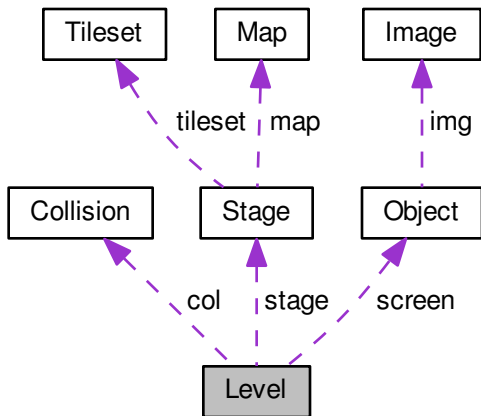 Tileset Map Image
tileset map img
Collision Stage Object
col stage screen
Level